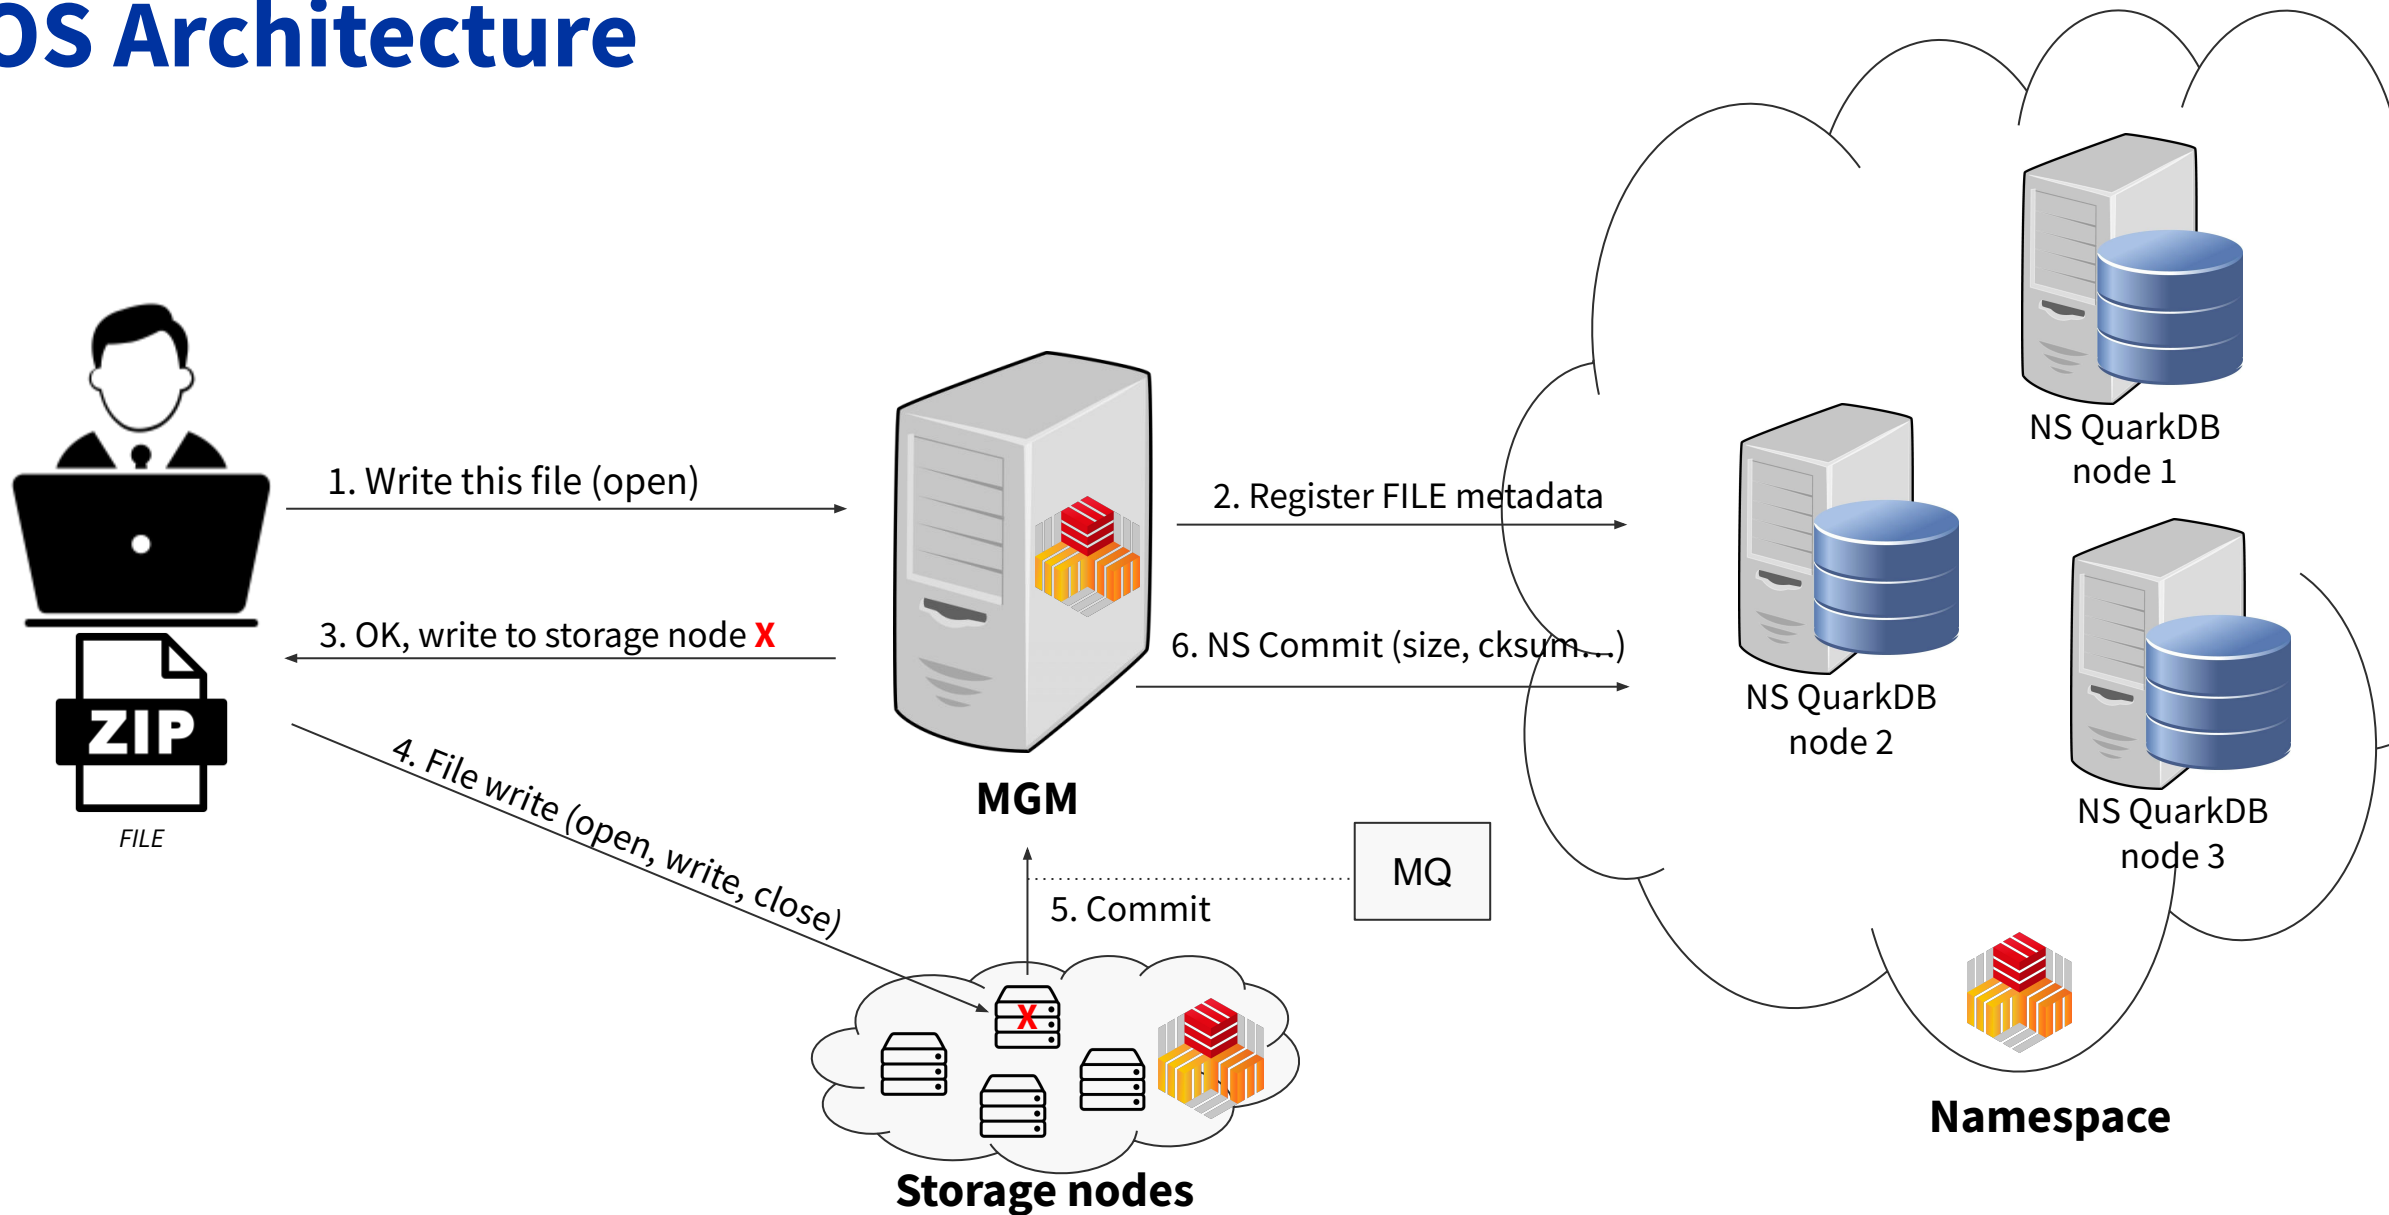 OS Architecture
1. Write this file (open)
2. Register FILE metadata
3. OK, write to storage node X
6. NS Commit (size, cksum...)
4. File write (open, write, close)
5. Commit
ZIP
FILE
MGM
MQ
X
Storage nodes
NS QuarkDB
node 1
NS QuarkDB
node 2
NS QuarkDB
node 3
Namespace